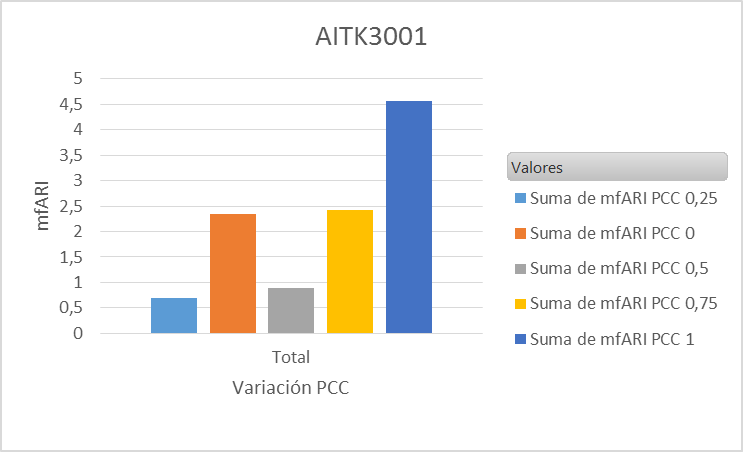 AITK3001
mfARI
5
4,5
4
3,5
3
2,5
2
1,5
1
0,5
0
Total
Variación PCC
Valores
Suma de mfARI PCC 0,25
Suma de mfARI PCC 0
Suma de mfARI PCC 0,5
Suma de mfARI PCC 0,75
Suma de mfARI PCC 1